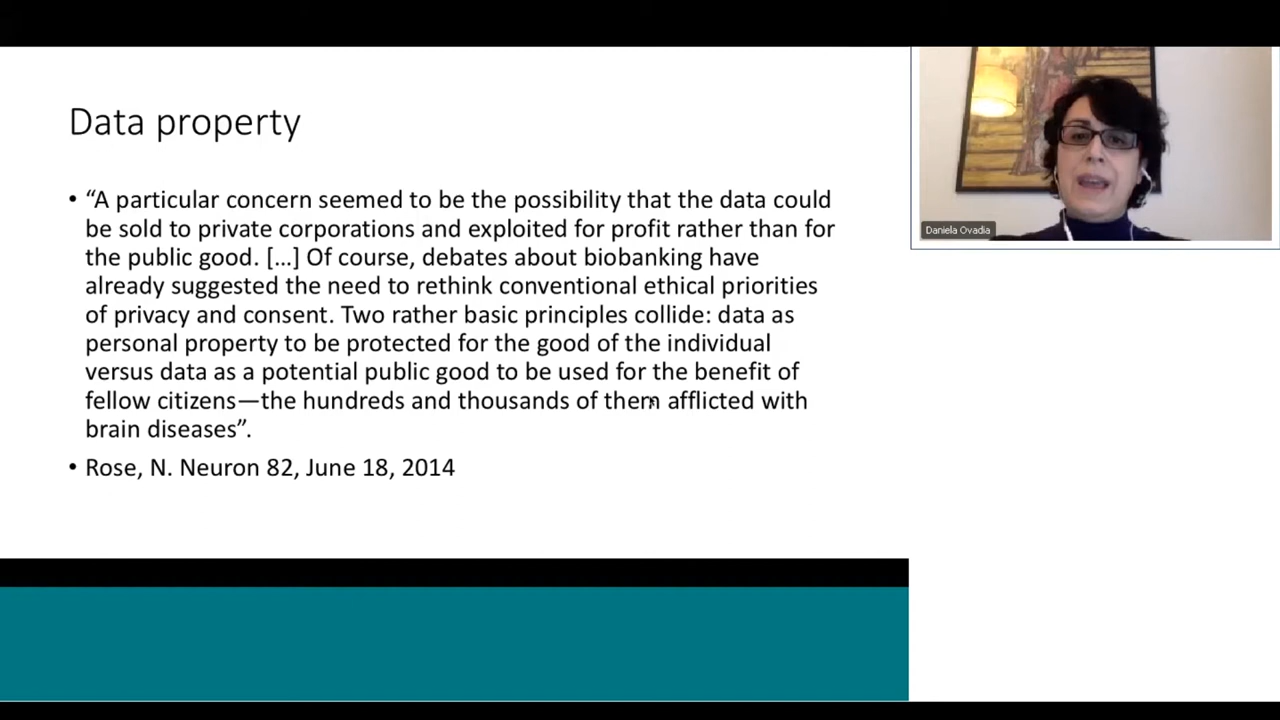 Data property
• “A particular concern seemed to be the possibility that the data could
be sold to private corporations and exploited for profit rather than for
the public good. […] Of course, debates about biobanking have
already suggested the need to rethink conventional ethical priorities
of privacy and consent. Two rather basic principles collide: data as
personal property to be protected for the good of the individual
versus data as a potential public good to be used for the benefit of
fellow citizens—the hundreds and thousands of them afflicted with
brain diseases”.
• Rose, N. Neuron 82, June 18, 2014
Daniela Ovadia